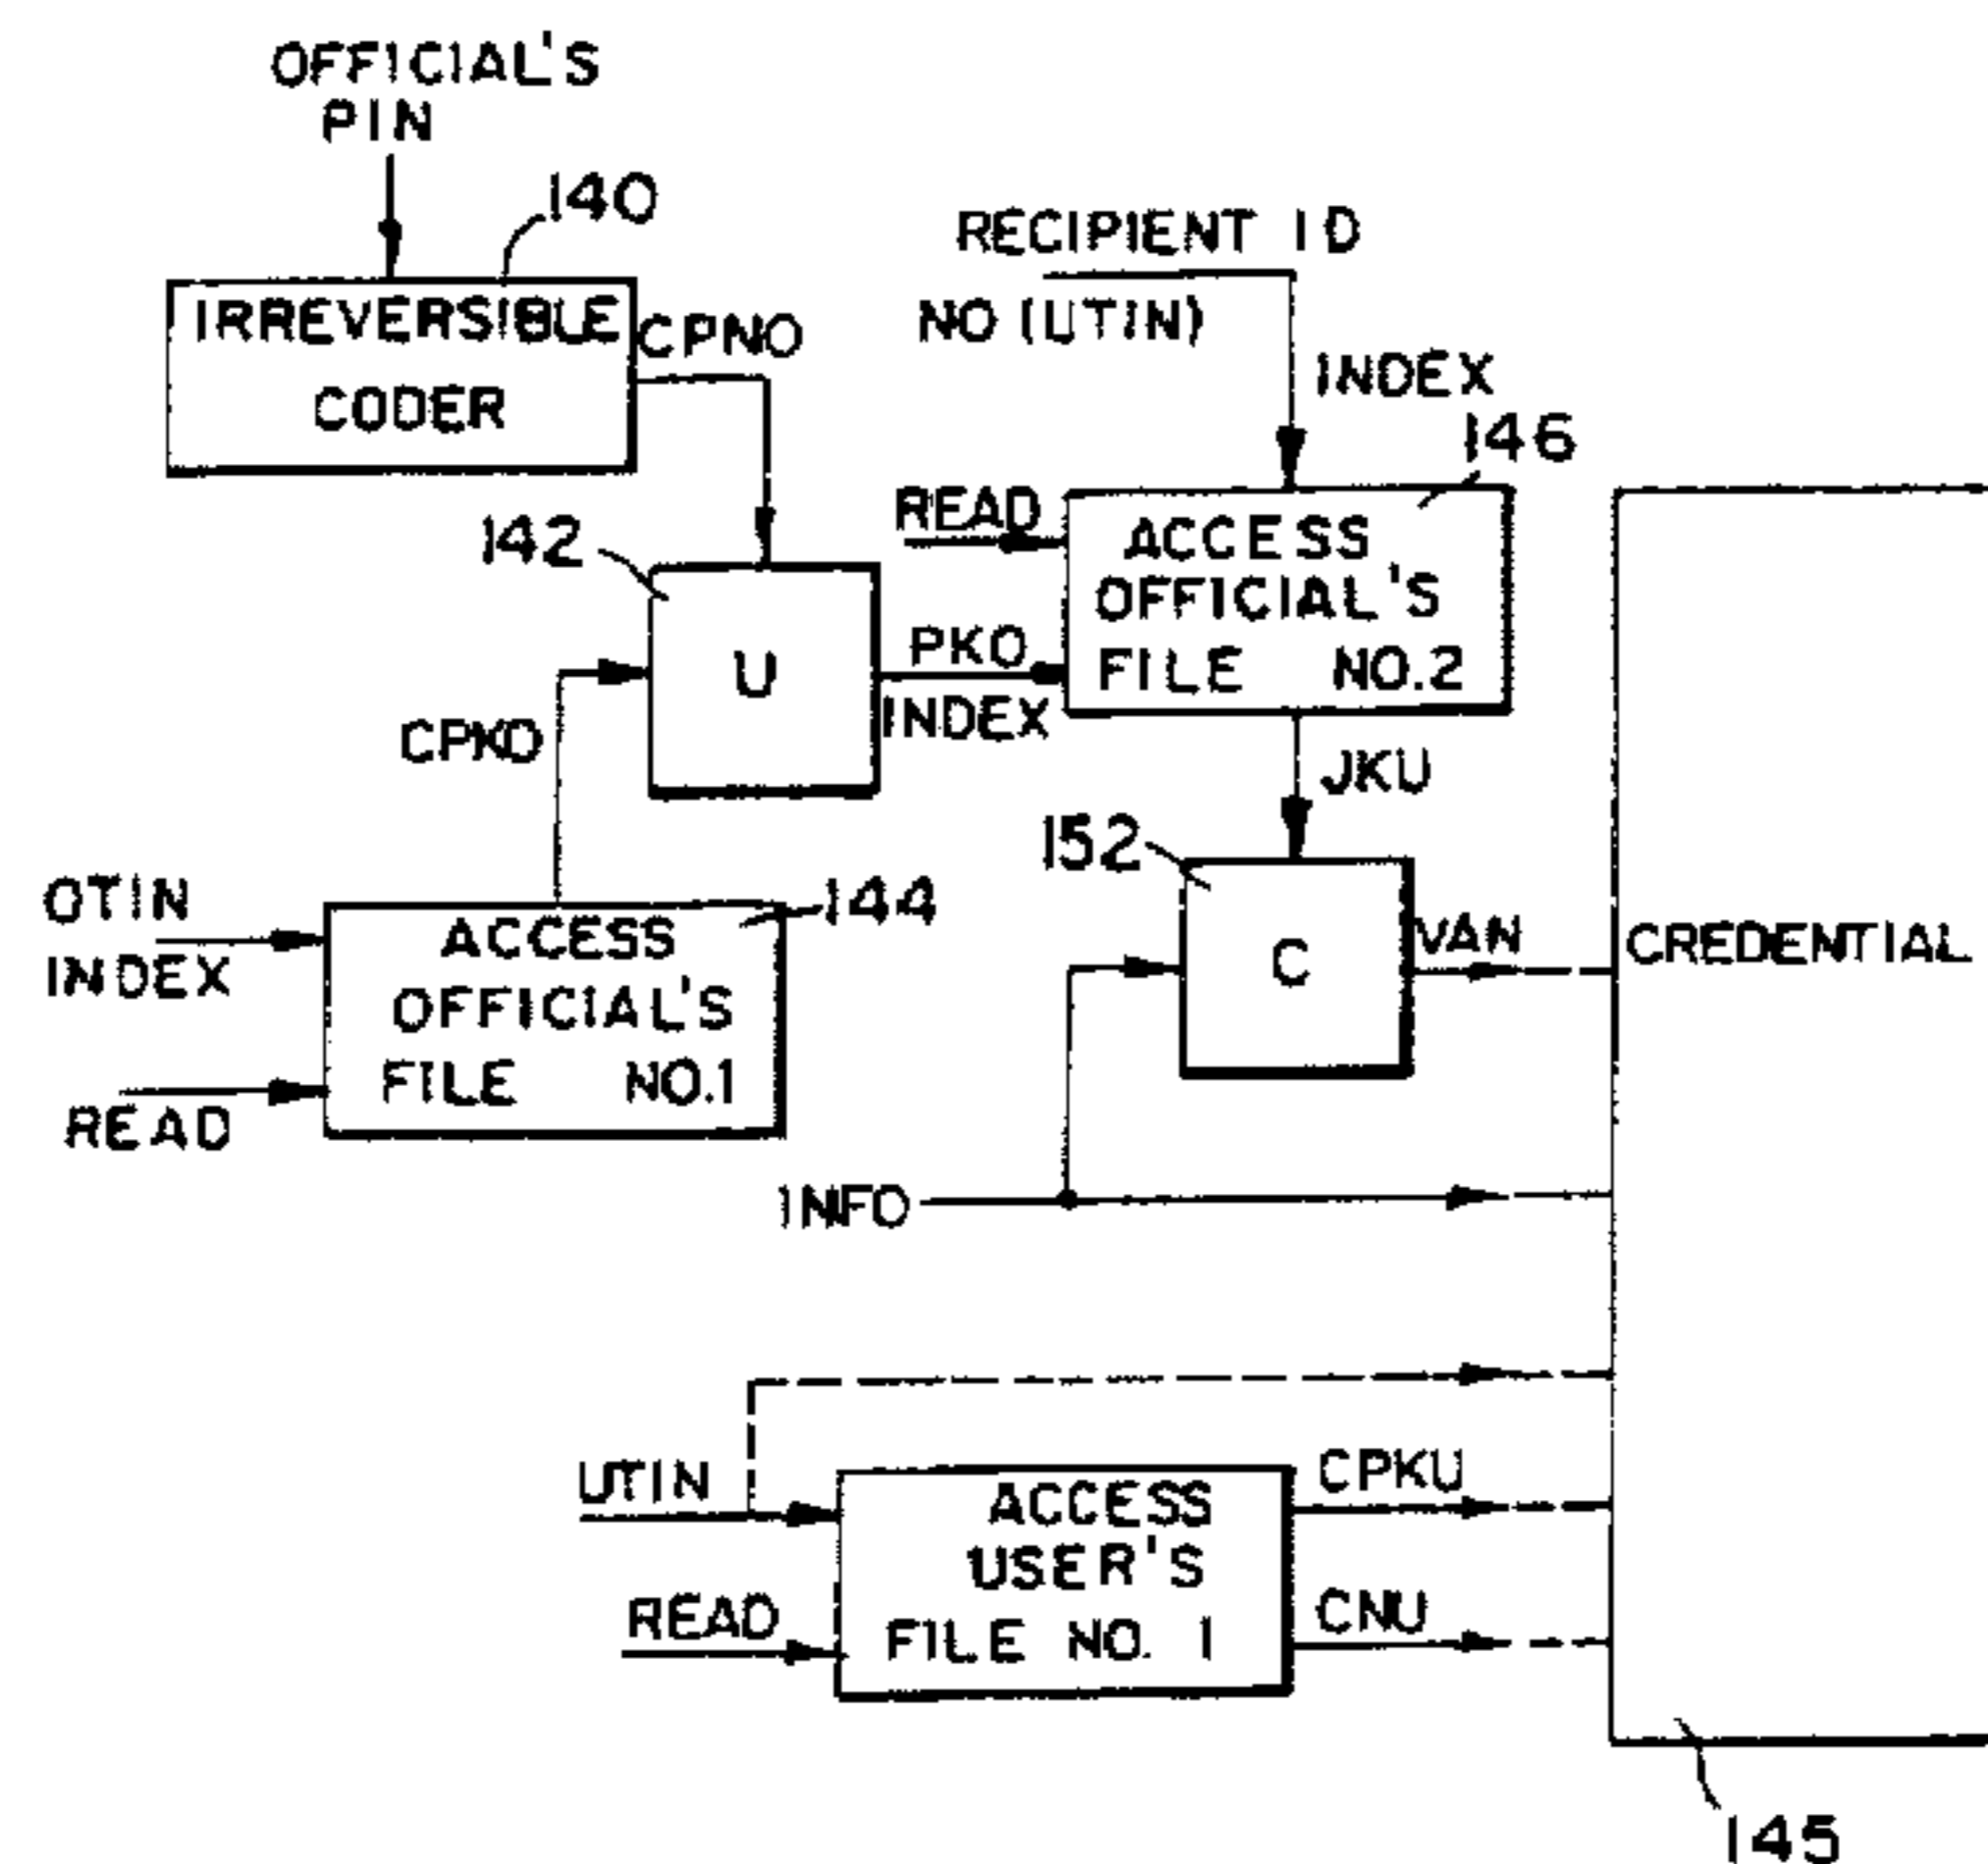 OFFICIAL'S
PIN
140
IRREVERSIBLE
CODER
CPNO
RECIPIENT ID
NO (UTIN)
INDEX
146
READ
ACCESS
OFFICIAL'S
FILE NO.2
142
U
PKO
INDEX
CPKO
JKU
152
C
VAN
CREDENTIAL
OTIN
INDEX
READ
144
ACCESS
OFFICIAL'S
FILE NO.1
INFO
UTIN
READ
ACCESS
USER'S
FILE NO. 1
CPKU
CNU
145